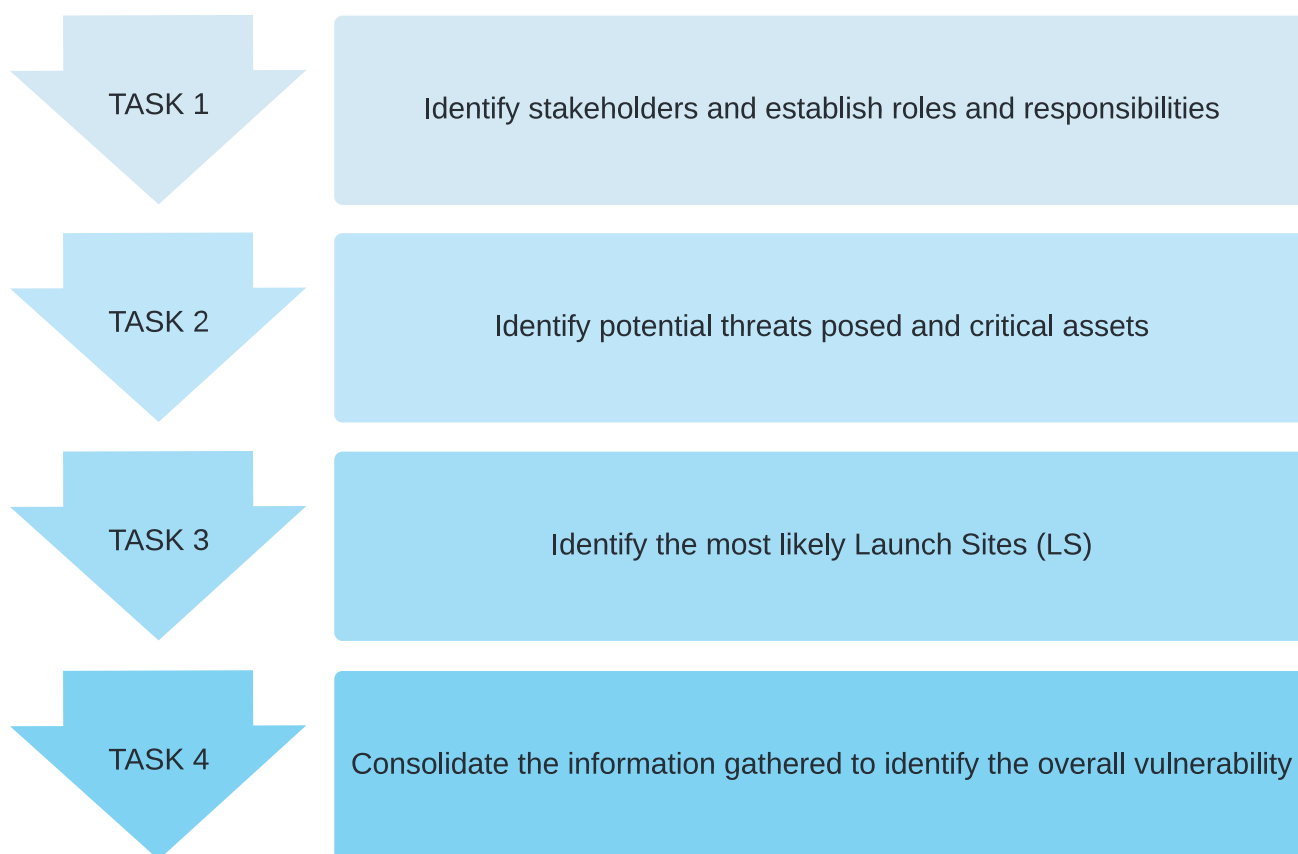 TASK 1
Identify stakeholders and establish roles and responsibilities
TASK 2
Identify potential threats posed and critical assets
TASK 3
Identify the most likely Launch Sites (LS)
TASK 4
Consolidate the information gathered to identify the overall vulnerability